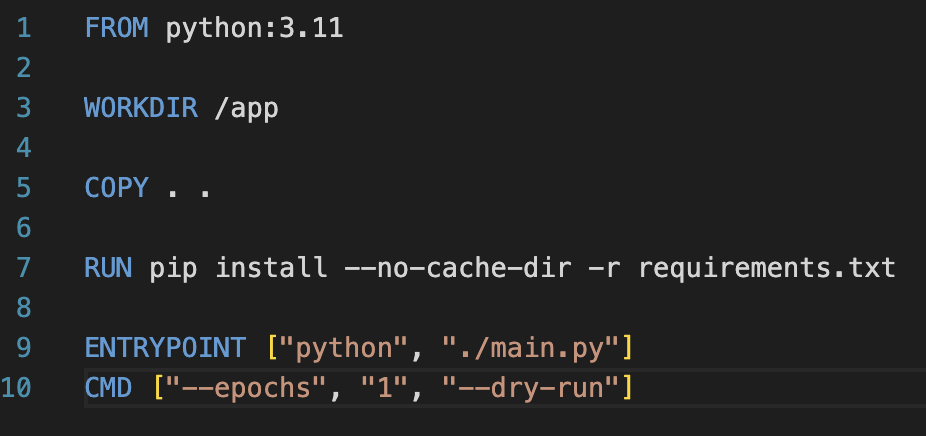 1 FROM python:3.11
2
3 WORKDIR /app
4
5 COPY . .
6
7 RUN pip install --no-cache-dir -r requirements.txt
8
9 ENTRYPOINT ["python", "./main.py"]
10 CMD ["--epochs", "1", "--dry-run"]